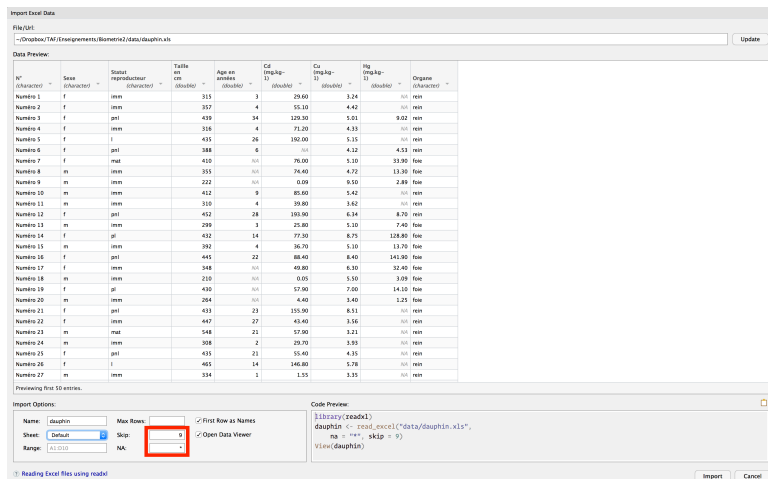 Import Excel Data
File/Url:
~/Dropbox/TAF/Enseignements/Biometrie2/data/dauphin.xls Update
Data Preview:
N° (character) Sexe (character) Statut reproducteur (character) Taille en cm (double) Age en années (double) Cd (mg.kg-1) (double) Cu (mg.kg-1) (double) Hg (mg.kg-1) (double) Organe (character)
Numéro 1 f imm 315 3 29.60 3.24 NA rein
Numéro 2 f imm 357 4 55.10 4.42 NA rein
Numéro 3 f pnl 439 34 129.30 5.01 9.02 rein
Numéro 4 f imm 316 4 71.20 4.33 NA rein
Numéro 5 f l 435 26 192.00 5.15 NA rein
Numéro 6 f pnl 388 6 NA 4.12 4.53 rein
Numéro 7 f mat 410 NA 76.00 5.10 33.90 foie
Numéro 8 m imm 355 NA 74.40 4.72 13.30 foie
Numéro 9 m imm 222 NA 0.09 9.50 2.89 foie
Numéro 10 m imm 412 9 85.60 5.42 NA rein
Numéro 11 m imm 310 4 39.80 3.62 NA rein
Numéro 12 f pnl 452 28 193.90 6.34 8.70 rein
Numéro 13 m imm 299 3 25.80 5.10 7.40 foie
Numéro 14 f pl 432 14 77.30 8.75 128.80 foie
Numéro 15 m imm 392 4 36.70 5.10 13.70 foie
Numéro 16 f pnl 445 22 88.40 8.40 141.90 foie
Numéro 17 f imm 348 NA 49.80 6.30 32.40 foie
Numéro 18 m imm 210 NA 0.05 5.50 3.09 foie
Numéro 19 f pl 430 NA 57.90 7.00 14.10 foie
Numéro 20 m imm 264 NA 4.40 3.40 1.25 foie
Numéro 21 f pnl 433 23 155.90 8.51 NA rein
Numéro 22 f imm 447 27 43.40 3.56 NA rein
Numéro 23 m mat 548 21 57.90 3.21 NA rein
Numéro 24 m imm 308 2 29.70 3.93 NA rein
Numéro 25 f pnl 435 21 55.40 4.35 NA rein
Numéro 26 f l 465 14 146.80 5.78 NA rein
Numéro 27 m imm 334 1 1.55 3.35 NA rein
Previewing first 50 entries.
Import Options: Code Preview:
Name: dauphin Max Rows: First Row as Names
Sheet: Default Skip: 9 Open Data Viewer
Range: A1:D10 NA: *
library(readxl)
dauphin <- read_excel("data/dauphin.xls",
na = "*", skip = 9)
View(dauphin)
? Reading Excel files using readxl Import Cancel